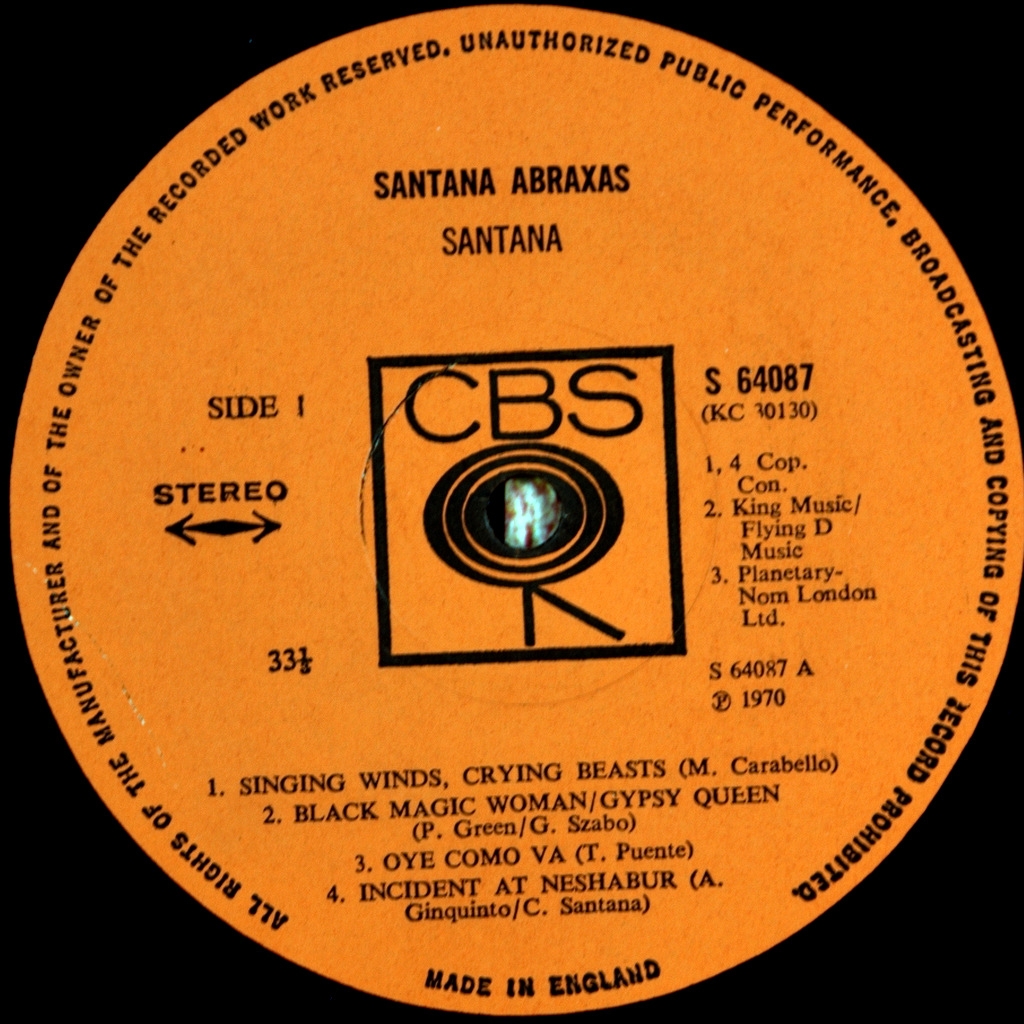 ALL RIGHTS OF THE MANUFACTURER AND OF THE OWNER OF THE RECORDED WORK RESERVED. UNAUTHORIZED PUBLIC PERFORMANCE, BROADCASTING AND COPYING OF THIS RECORD PROHIBITED.
SANTANA ABRAXAS
SANTANA
CBS
SIDE 1
STEREO
33⅓
S 64087
(KC 30130)
1, 4 Cop.
Con.
2. King Music/
Flying D
Music
3. Planetary-
Nom London
Ltd.
S 64087 A
℗ 1970
1. SINGING WINDS, CRYING BEASTS (M. Carabello)
2. BLACK MAGIC WOMAN/GYPSY QUEEN
(P. Green/G. Szabo)
3. OYE COMO VA (T. Puente)
4. INCIDENT AT NESHABUR (A.
Ginquinto/C. Santana)
MADE IN ENGLAND